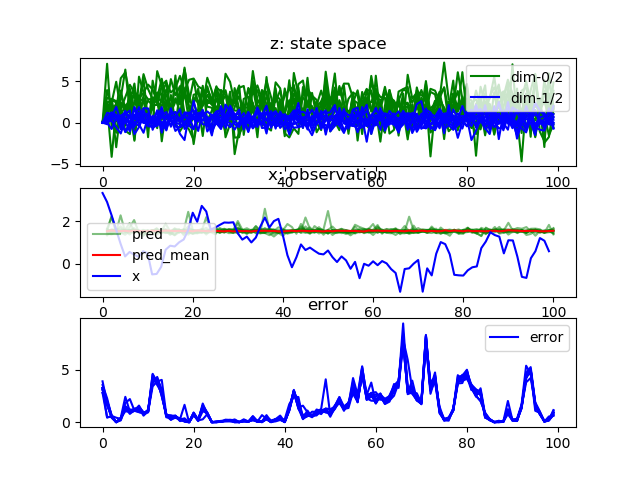 z: state space
5
0
−5
dim-0/2
dim-1/2
0 20 40 60 80 100
x: observation
2
0
pred
pred_mean
x
0 20 40 60 80 100
error
5
0
error
0 20 40 60 80 100